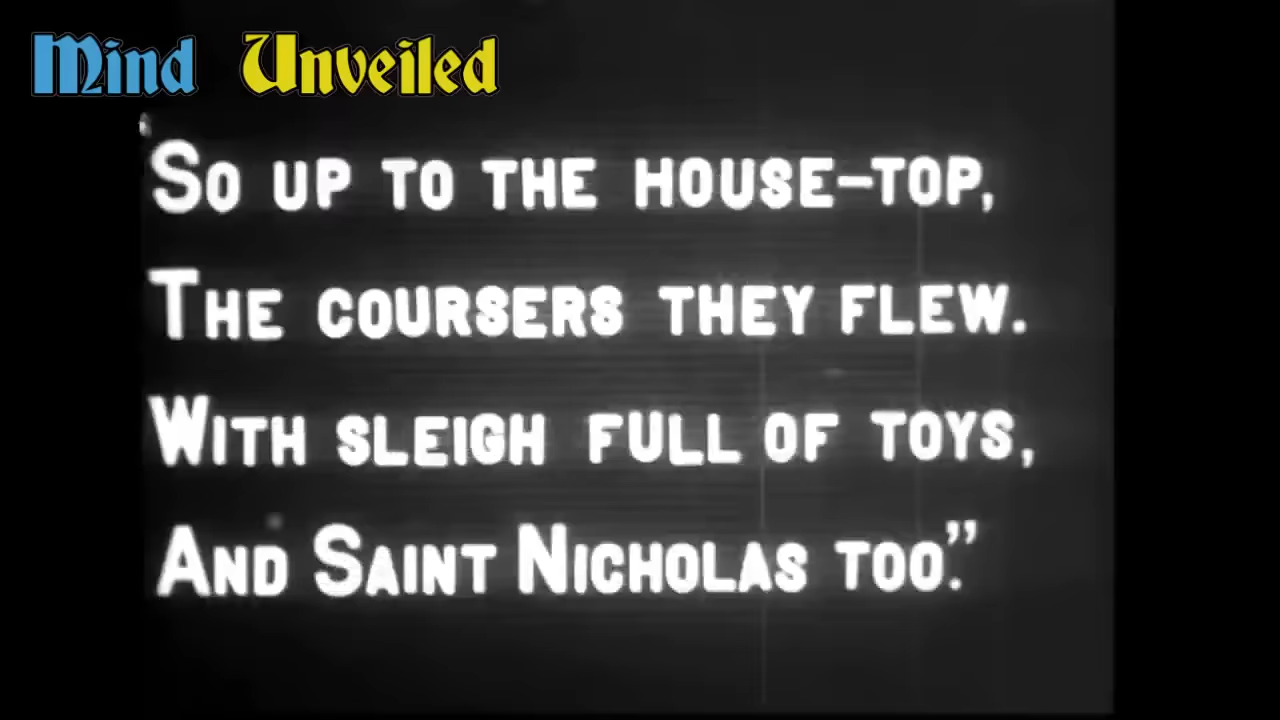 Mind Unveiled
"So up to the house-top,
The coursers they flew.
With sleigh full of toys,
And Saint Nicholas too."